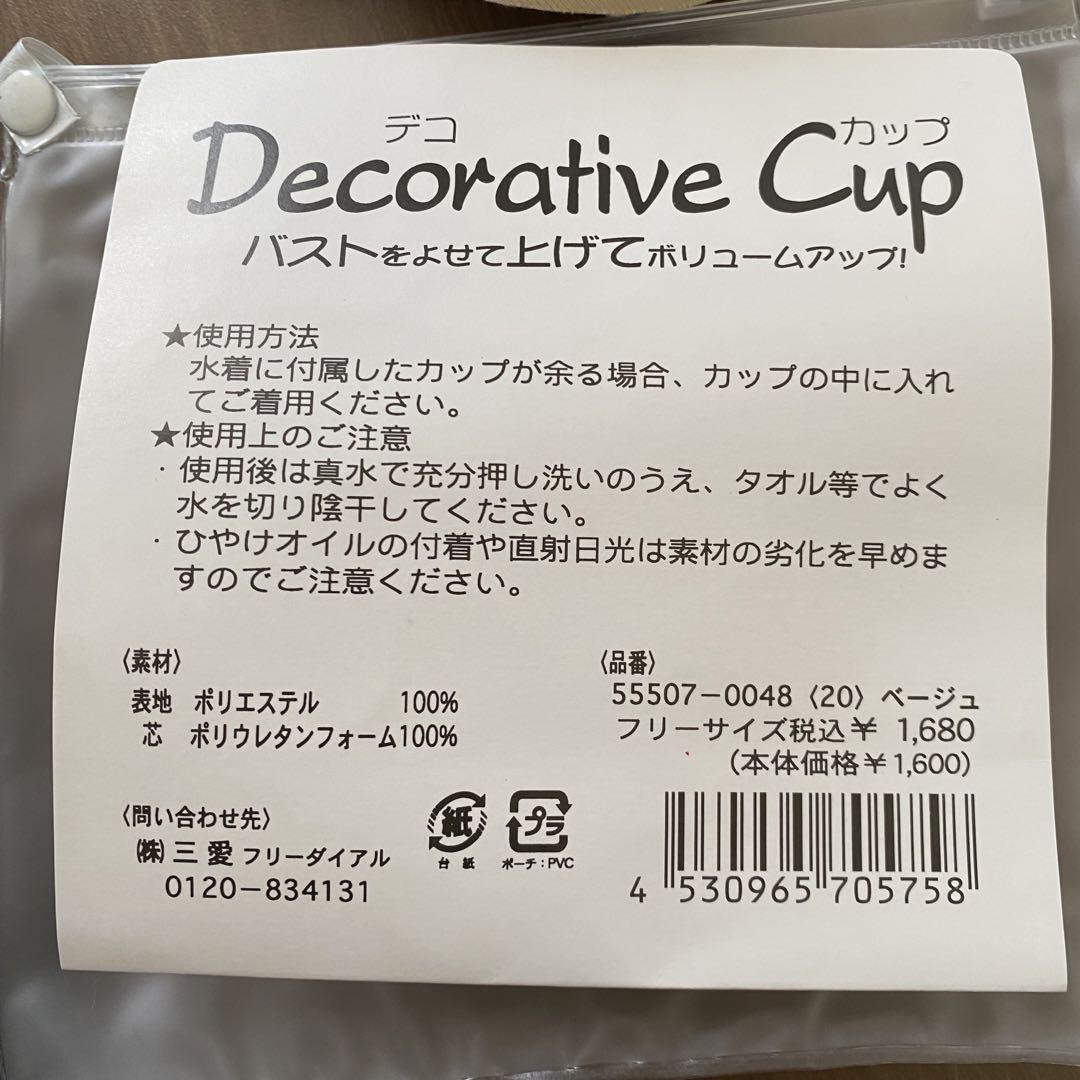 デコ カップ
Decorative Cup
バストをよせて上げてボリュームアップ!
★使用方法
水着に付属したカップが余る場合、カップの中に入れ
てご着用ください。
★使用上のご注意
・使用後は真水で充分押し洗いのうえ、タオル等でよく
水を切り陰干してください。
・ひやけオイルの付着や直射日光は素材の劣化を早めま
すのでご注意ください。
〈素材〉
表地 ポリエステル 100%
芯 ポリウレタンフォーム100%
〈品番〉
55507-0048〈20〉ベージュ
フリーサイズ税込¥ 1,680
(本体価格¥1,600)
〈問い合わせ先〉
㈱三愛フリーダイアル
0120-834131
紙
台紙
プラ
ポーチ:PVC
4 530965 705758